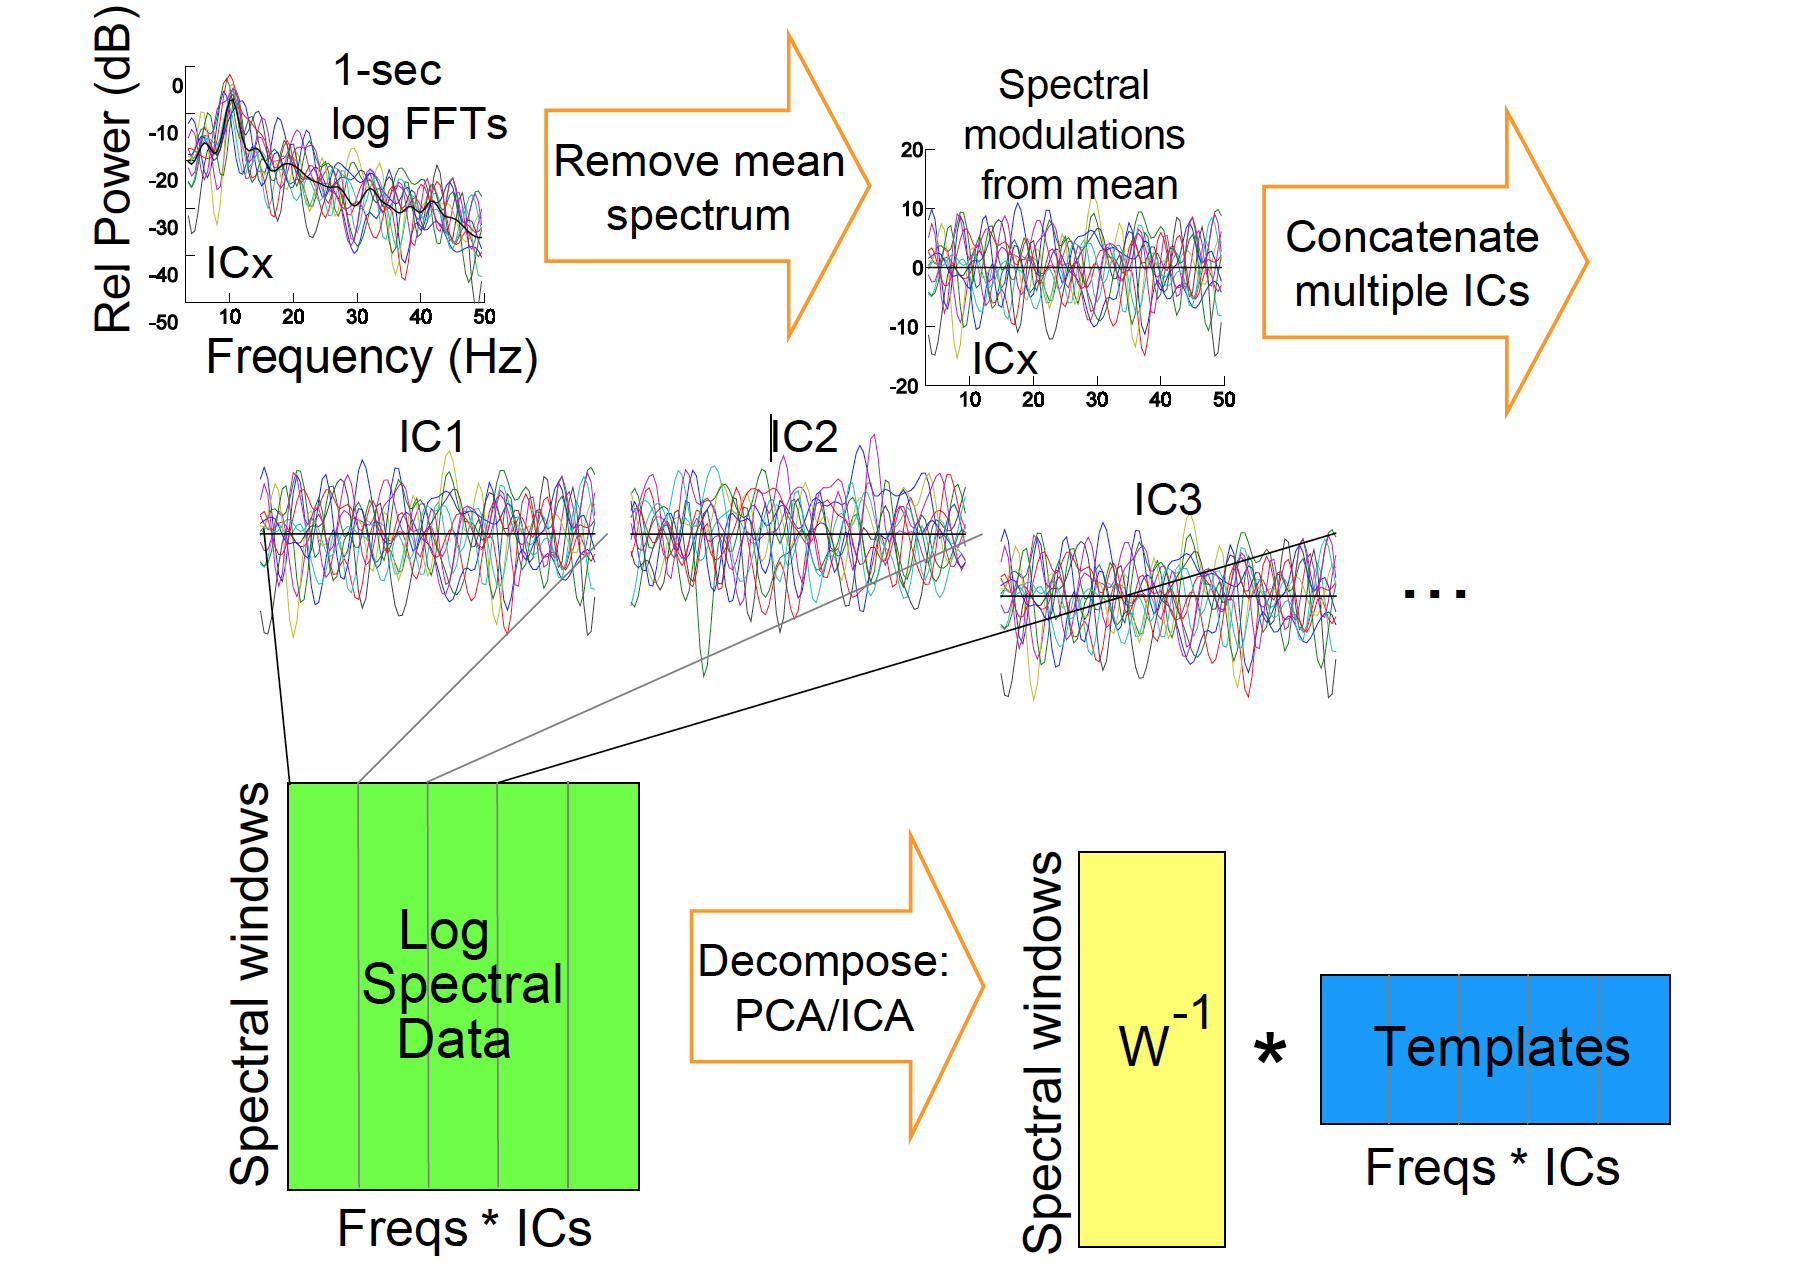 Rel Power (dB)
0
-10
-20
-30
-40
-50
1-sec
log FFTs
ICx
10 20 30 40 50
Frequency (Hz)
Remove mean
spectrum
Spectral
modulations
from mean
20
10
0
-10
-20
ICx
10 20 30 40 50
Concatenate
multiple ICs
IC1
IC2
IC3
...
Spectral windows
Log
Spectral
Data
Freqs * ICs
Decompose:
PCA/ICA
Spectral windows
W-1
*
Templates
Freqs * ICs